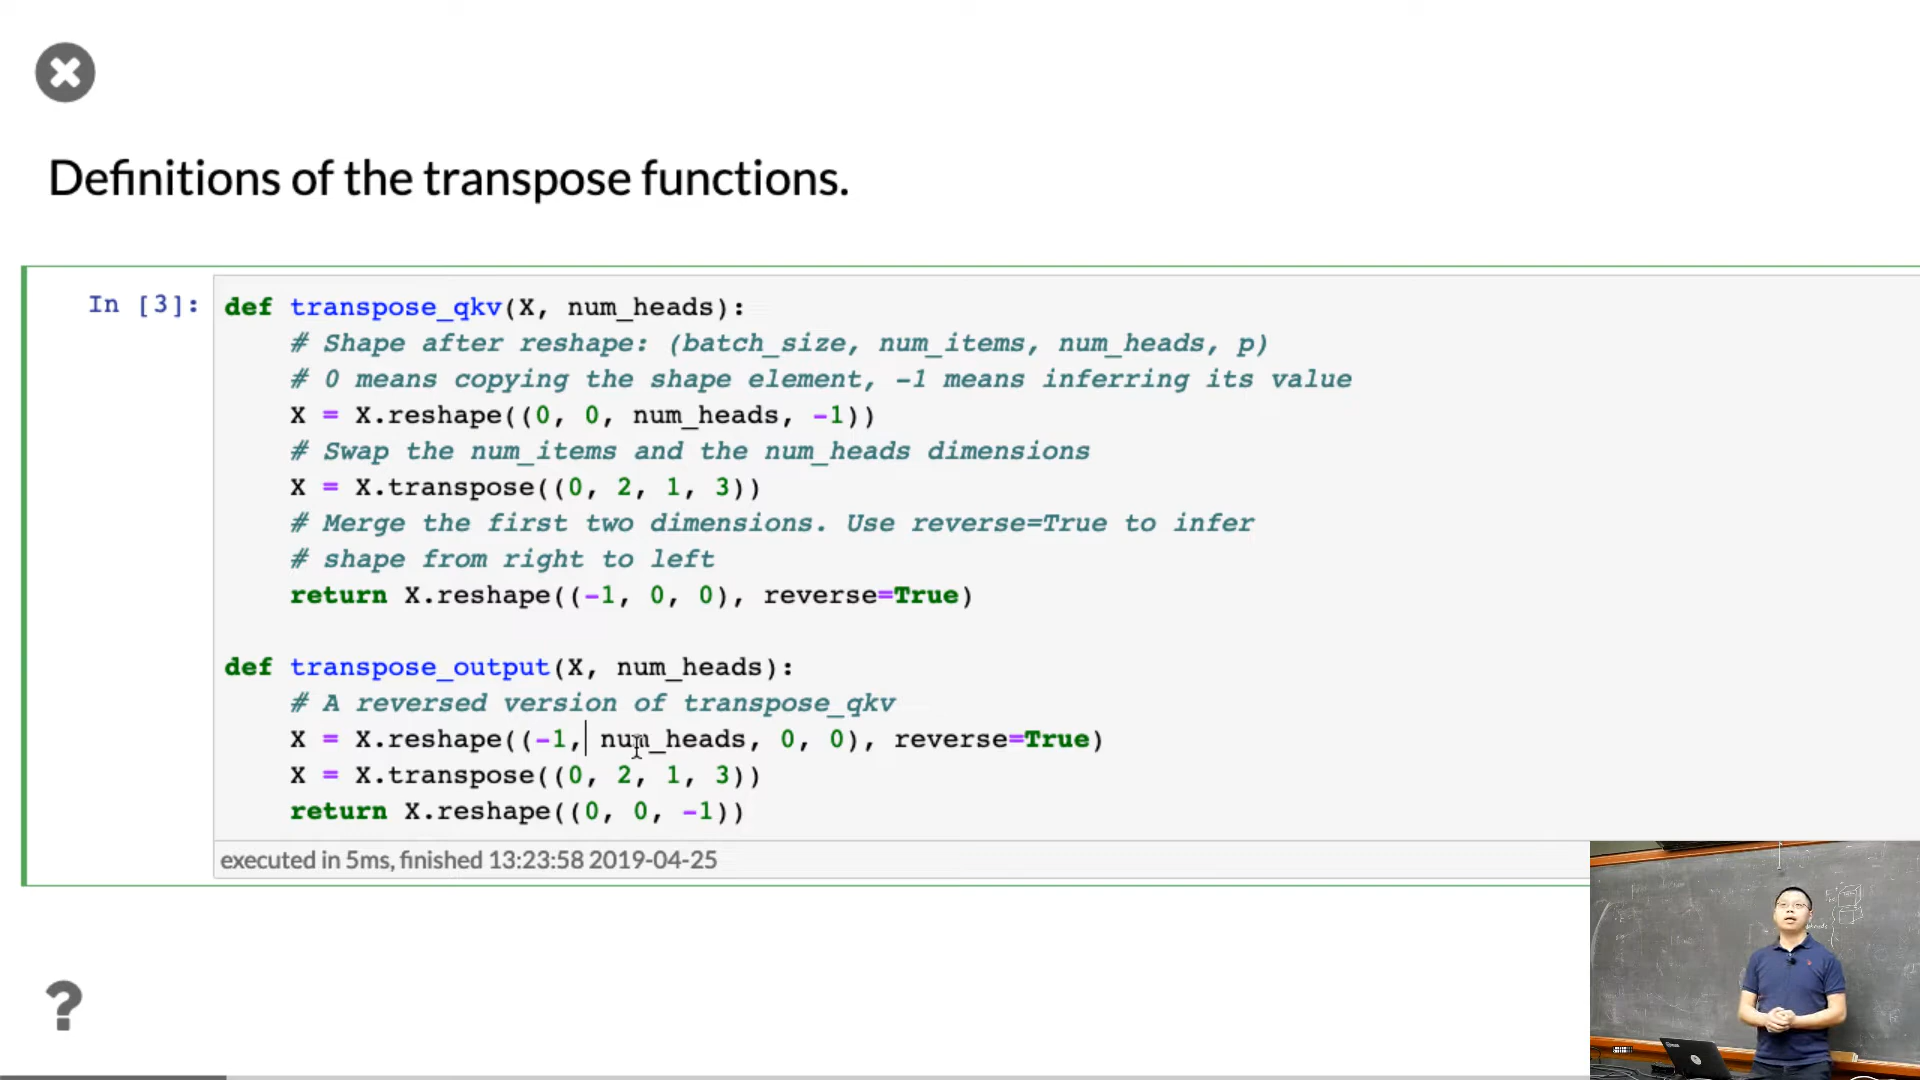 Definitions of the transpose functions.
In [3]:
def transpose_qkv(X, num_heads):
# Shape after reshape: (batch_size, num_items, num_heads, p)
# 0 means copying the shape element, -1 means inferring its value
X = X.reshape((0, 0, num_heads, -1))
# Swap the num_items and the num_heads dimensions
X = X.transpose((0, 2, 1, 3))
# Merge the first two dimensions. Use reverse=True to infer
# shape from right to left
return X.reshape((-1, 0, 0), reverse=True)
def transpose_output(X, num_heads):
# A reversed version of transpose_qkv
X = X.reshape((-1, num_heads, 0, 0), reverse=True)
X = X.transpose((0, 2, 1, 3))
return X.reshape((0, 0, -1))
executed in 5ms, finished 13:23:58 2019-04-25
?